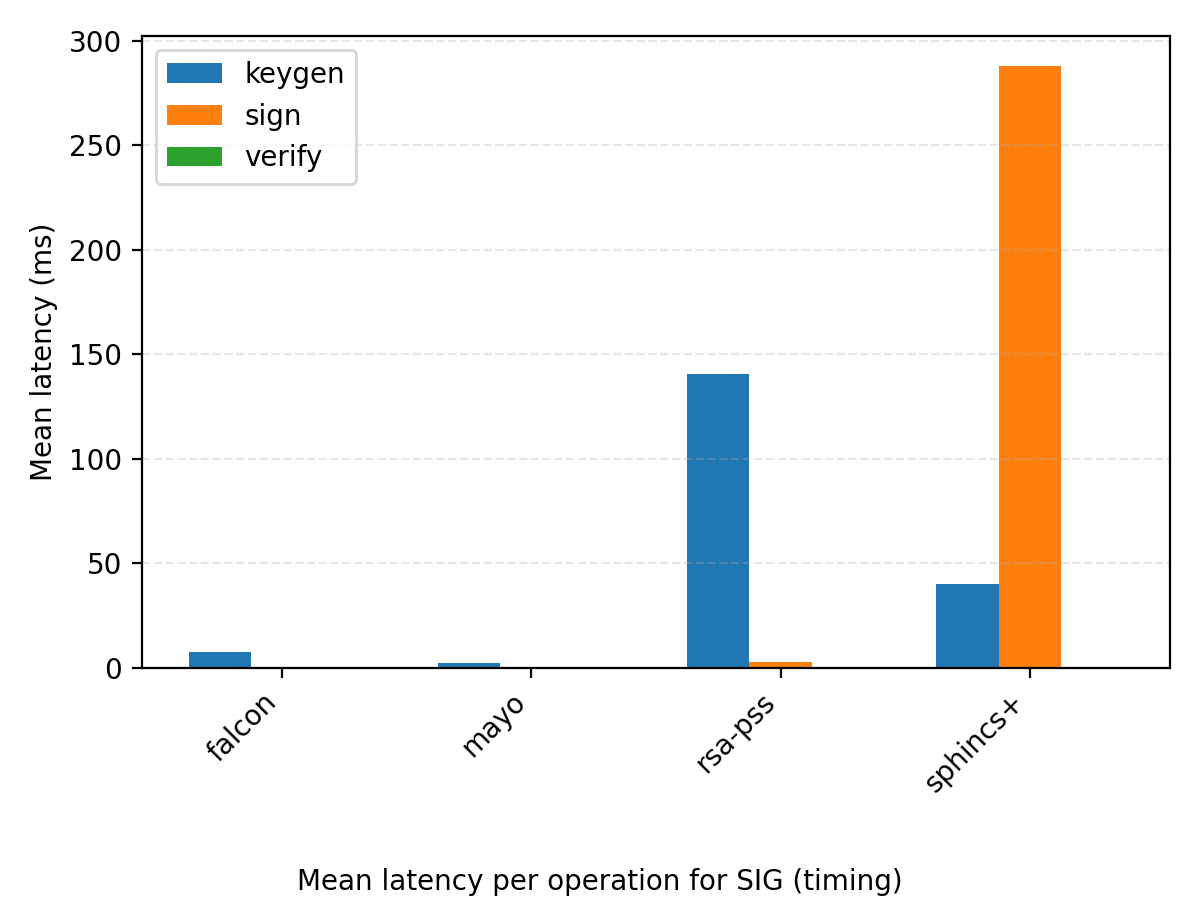 300
250
200
150
100
50
0
Mean latency (ms)
keygen
sign
verify
falcon
mayo
rsa-pss
sphincs+
Mean latency per operation for SIG (timing)